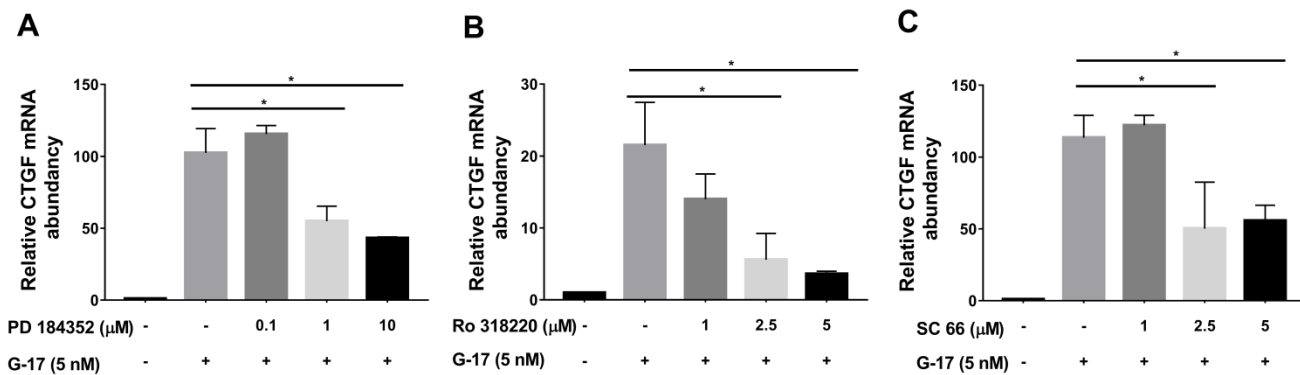 A
Relative CTGF mRNA
abundancy
150
100
50
0
*
*
PD 184352 (μM) - - 0.1 1 10
G-17 (5 nM) - + + + +
B
Relative CTGF mRNA
abundancy
30
20
10
0
*
*
Ro 318220 (μM) - - 1 2.5 5
G-17 (5 nM) - + + + +
C
Relative CTGF mRNA
abundancy
150
100
50
0
*
*
SC 66 (μM) - - 1 2.5 5
G-17 (5 nM) - + + + +